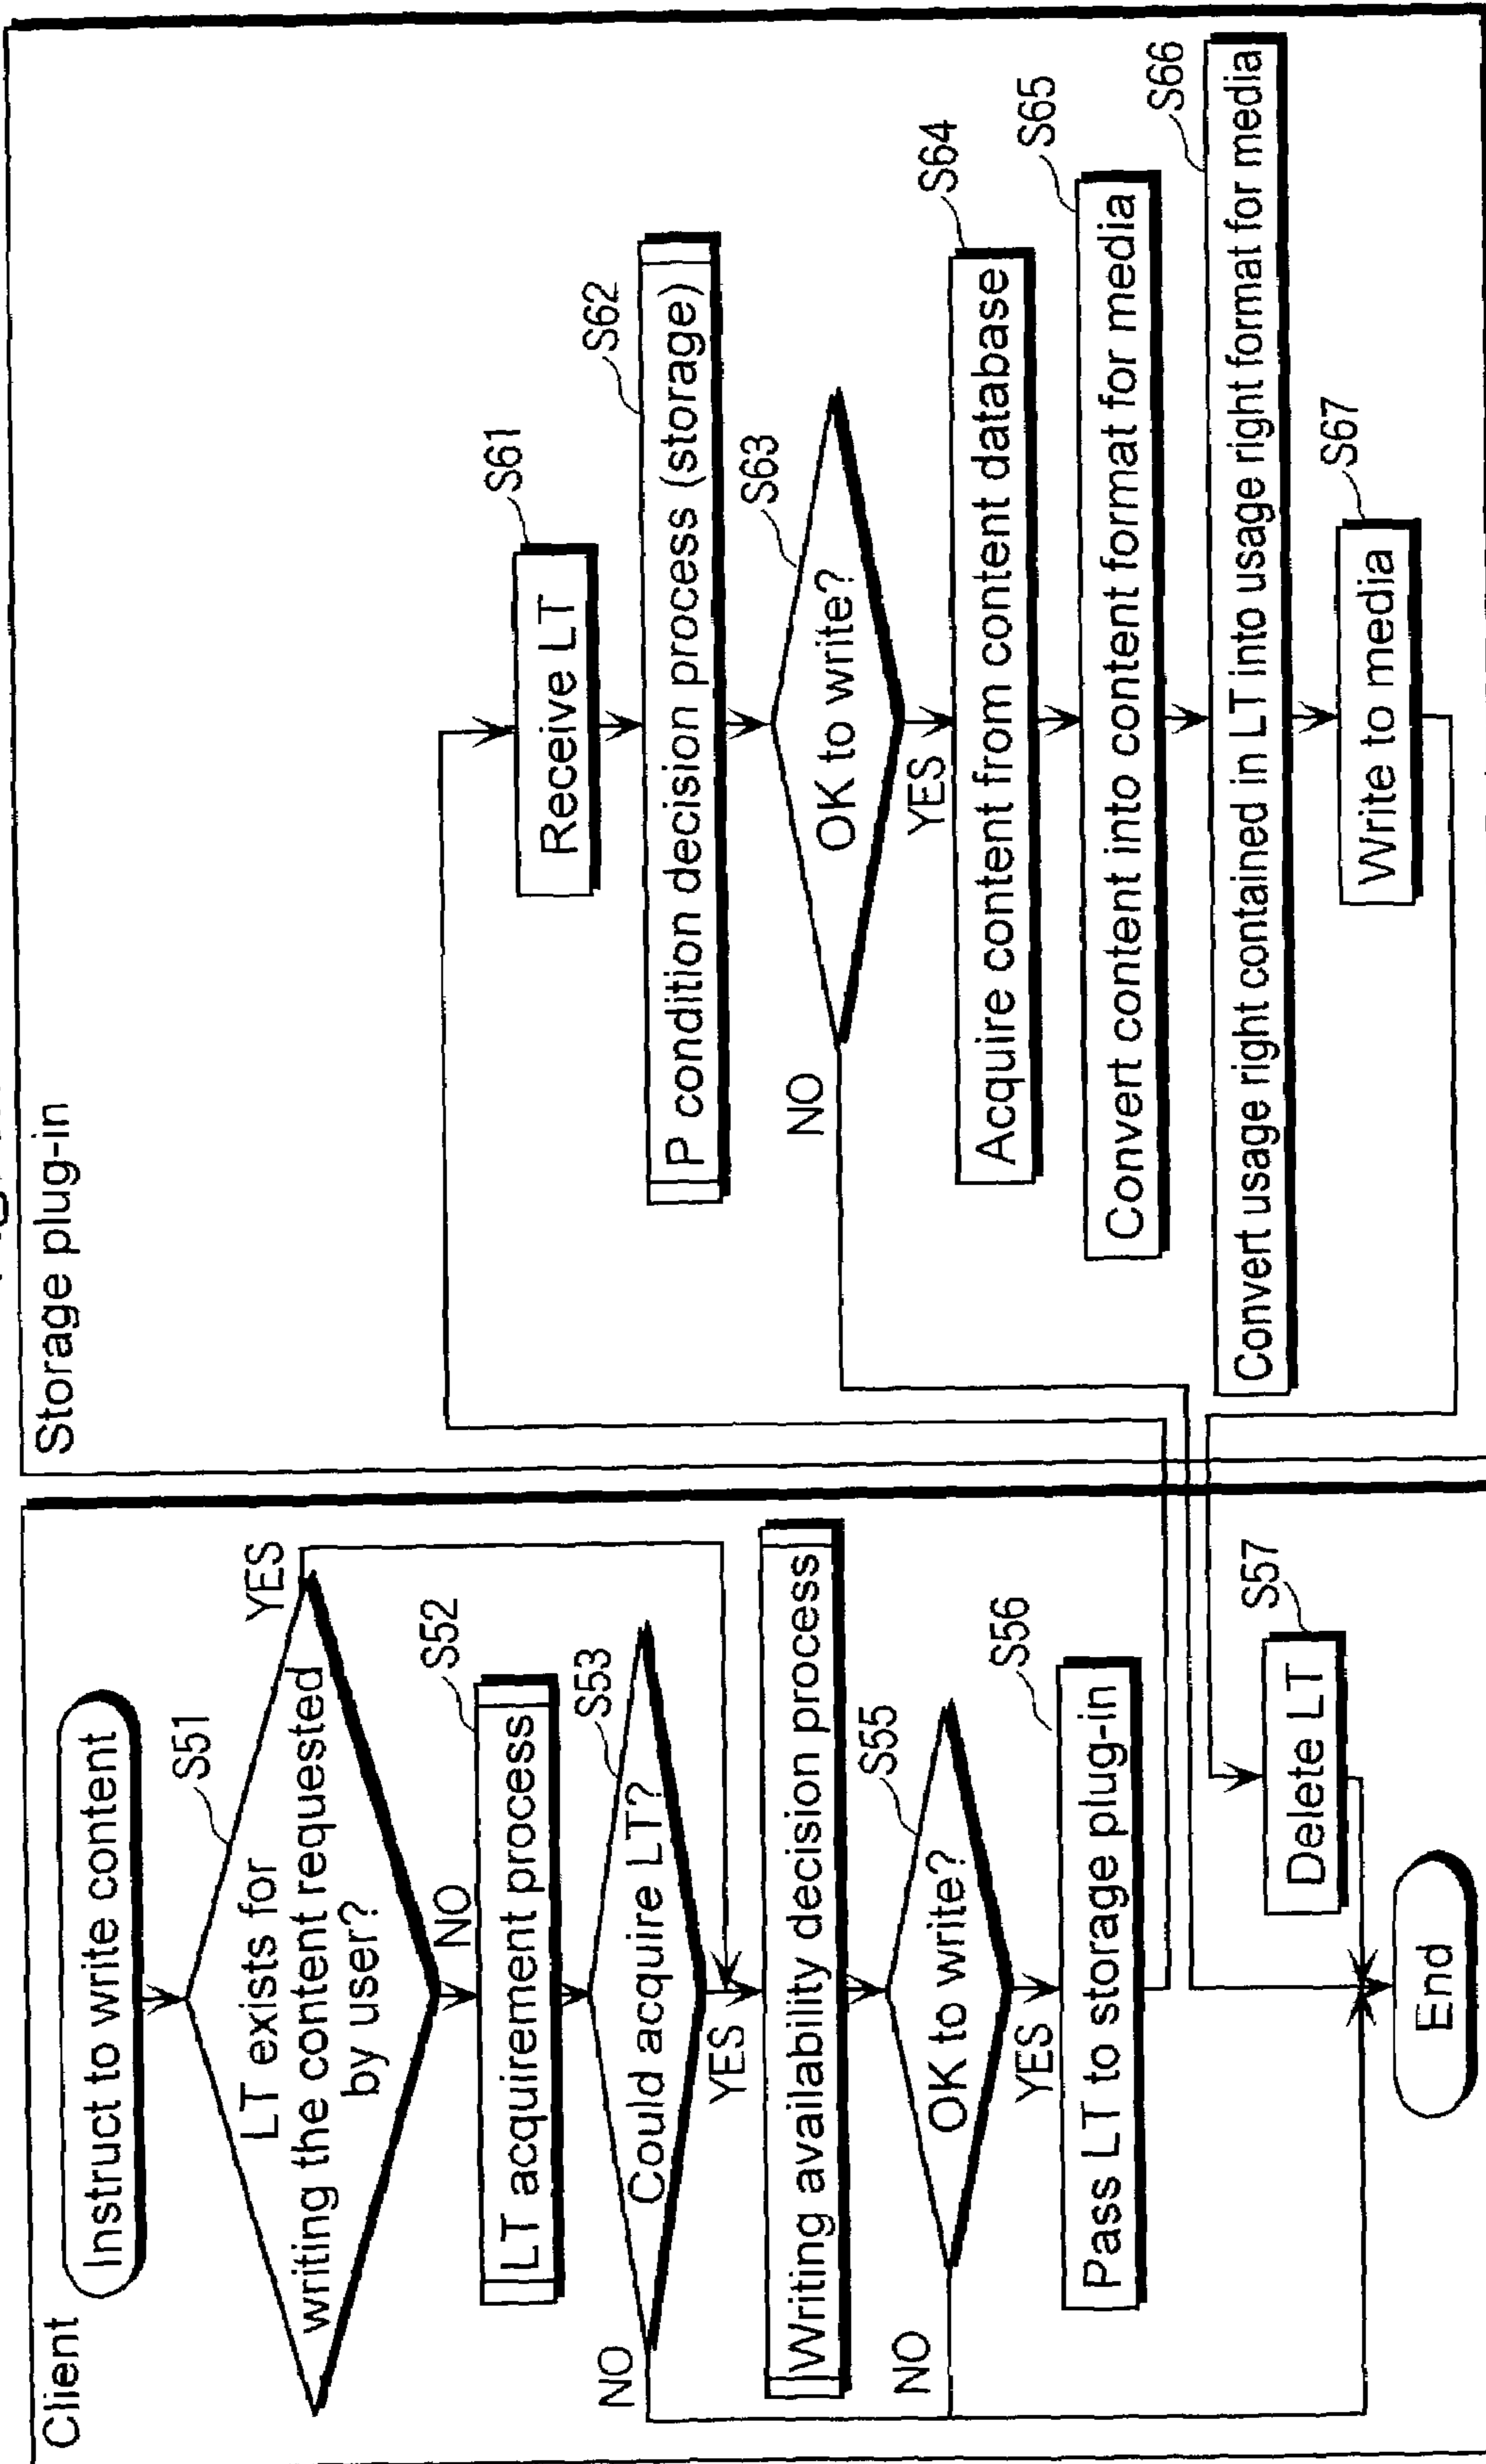 Client
Instruct to write content
S51
LT exists for
writing the content requested
by user?
YES
NO
S52
LT acquirement process
S53
Could acquire LT?
NO
YES
Writing availability decision process
S55
OK to write?
NO
YES
S56
Pass LT to storage plug-in
S57
Delete LT
End
Storage plug-in
S61
Receive LT
S62
P condition decision process (storage)
S63
OK to write?
NO
YES
S64
Acquire content from content database
S65
Convert content into content format for media
S66
Convert usage right contained in LT into usage right format for media
S67
Write to media